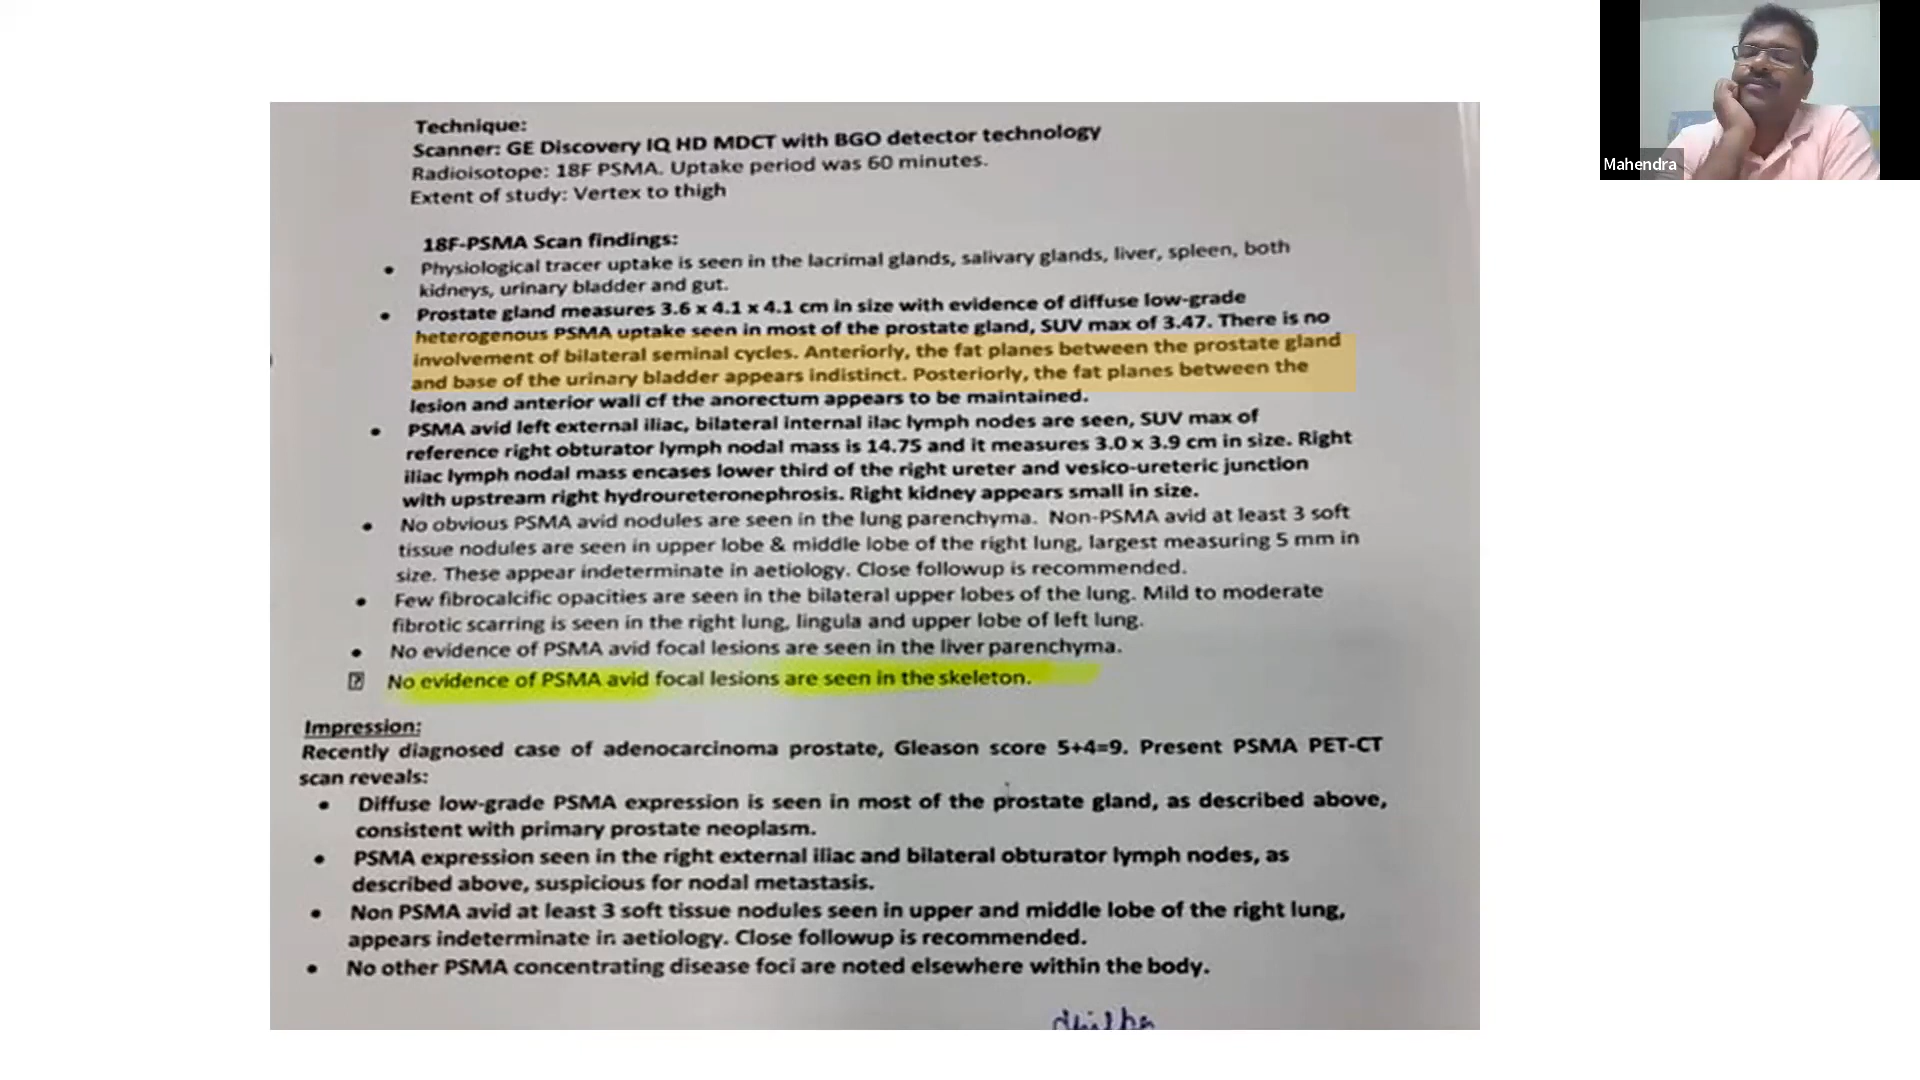 Technique:
Scanner: GE Discovery IQ HD MDCT with BGO detector technology
Radioisotope: 18F PSMA. Uptake period was 60 minutes.
Extent of study: Vertex to thigh
18F-PSMA Scan findings:
• Physiological tracer uptake is seen in the lacrimal glands, salivary glands, liver, spleen, both
kidneys, urinary bladder and gut.
• Prostate gland measures 3.6 x 4.1 x 4.1 cm in size with evidence of diffuse low-grade
heterogenous PSMA uptake seen in most of the prostate gland, SUV max of 3.47. There is no
involvement of bilateral seminal cycles. Anteriorly, the fat planes between the prostate gland
and base of the urinary bladder appears indistinct. Posteriorly, the fat planes between the
lesion and anterior wall of the anorectum appears to be maintained.
• PSMA avid left external iliac, bilateral internal ilac lymph nodes are seen, SUV max of
reference right obturator lymph nodal mass is 14.75 and it measures 3.0 x 3.9 cm in size. Right
iliac lymph nodal mass encases lower third of the right ureter and vesico-ureteric junction
with upstream right hydroureteronephrosis. Right kidney appears small in size.
• No obvious PSMA avid nodules are seen in the lung parenchyma. Non-PSMA avid at least 3 soft
tissue nodules are seen in upper lobe & middle lobe of the right lung, largest measuring 5 mm in
size. These appear indeterminate in aetiology. Close followup is recommended.
• Few fibrocalcific opacities are seen in the bilateral upper lobes of the lung. Mild to moderate
fibrotic scarring is seen in the right lung, lingula and upper lobe of left lung.
• No evidence of PSMA avid focal lesions are seen in the liver parenchyma.
No evidence of PSMA avid focal lesions are seen in the skeleton.
Impression:
Recently diagnosed case of adenocarcinoma prostate, Gleason score 5+4=9. Present PSMA PET-CT
scan reveals:
• Diffuse low-grade PSMA expression is seen in most of the prostate gland, as described above,
consistent with primary prostate neoplasm.
• PSMA expression seen in the right external iliac and bilateral obturator lymph nodes, as
described above, suspicious for nodal metastasis.
• Non PSMA avid at least 3 soft tissue nodules seen in upper and middle lobe of the right lung,
appears indeterminate in aetiology. Close followup is recommended.
• No other PSMA concentrating disease foci are noted elsewhere within the body.
Mahendra